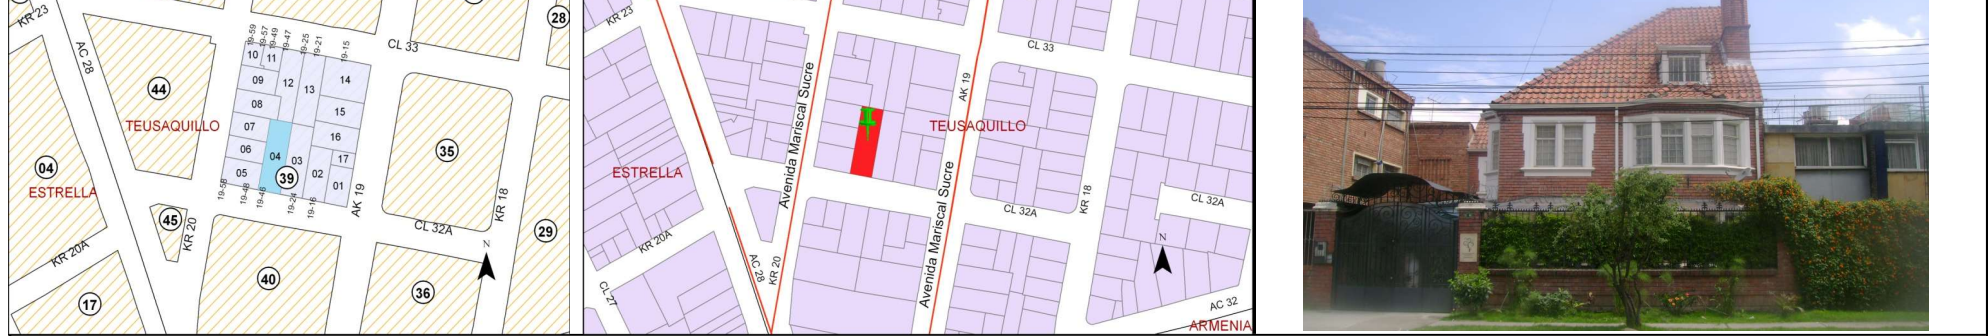 KR 23
AC 28
19-59
19-57
19-49
19-47
19-25
19-21
19-15
CL 33
28
10
11
12
13
14
44
09
08
15
TEUSAQUILLO
07
16
35
04
ESTRELLA
06
04
03
17
05
39
02
01
19-58
19-48
19-46
19-24
19-16
AK 19
KR 18
45
KR 20
CL 32A
29
KR 20A
N
40
36
17
KR 23
CL 33
Avenida Mariscal Sucre
AK 19
TEUSAQUILLO
ESTRELLA
KR 18
CL 32A
CL 32A
Avenida Mariscal Sucre
KR 20A
N
AC 28
KR 20
CL 27
AC 32
ARMENIA